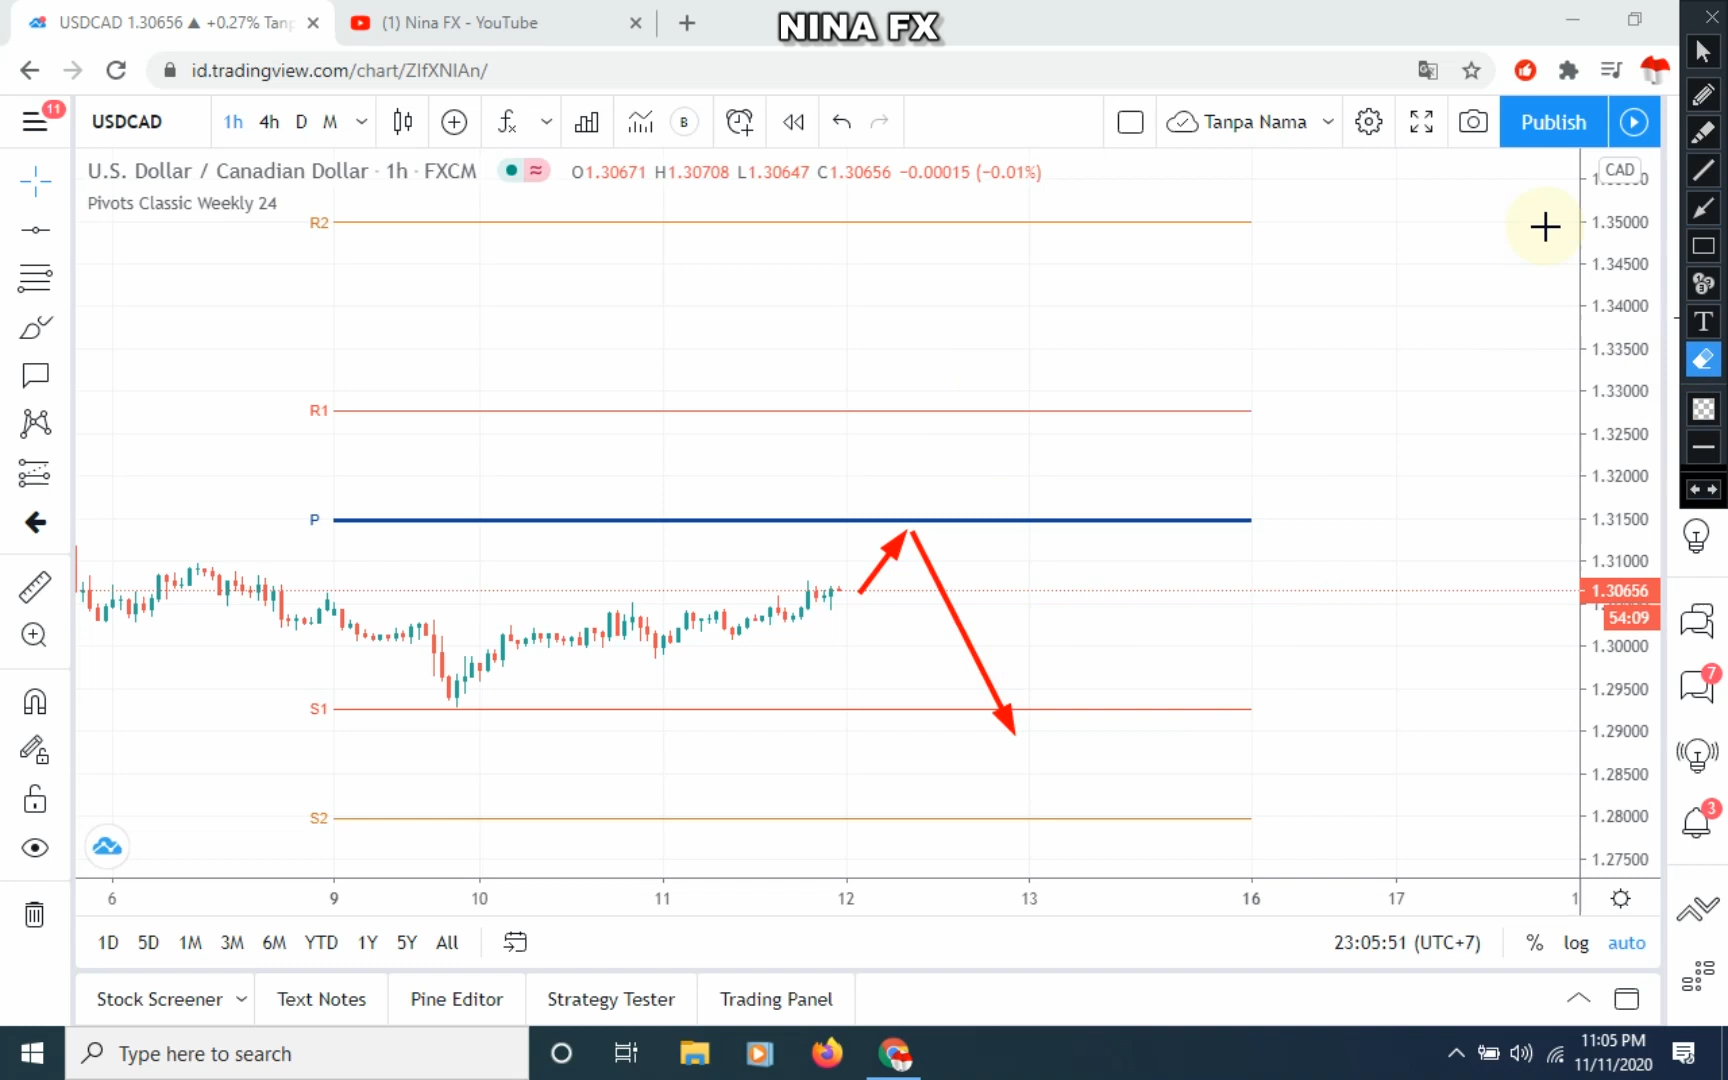 USDCAD 1.30656 ▲ +0.27% Tanp
(1) Nina FX - YouTube
NINA FX
id.tradingview.com/chart/ZIfXNIAn/
11
USDCAD
1h 4h D M
B
Tanpa Nama
Publish
U.S. Dollar / Canadian Dollar · 1h · FXCM
O1.30671 H1.30708 L1.30647 C1.30656 −0.00015 (−0.01%)
CAD
Pivots Classic Weekly 24
R2
1.35000
1.34500
1.34000
1.33500
1.33000
R1
1.32500
1.32000
P
1.31500
1.31000
1.30656
54:09
1.30000
1.29500
S1
1.29000
1.28500
S2
1.28000
1.27500
7
3
6 9 10 11 12 13 16 17 1
1D 5D 1M 3M 6M YTD 1Y 5Y All
23:05:51 (UTC+7) % log auto
Stock Screener Text Notes Pine Editor Strategy Tester Trading Panel
Type here to search
11:05 PM
11/11/2020